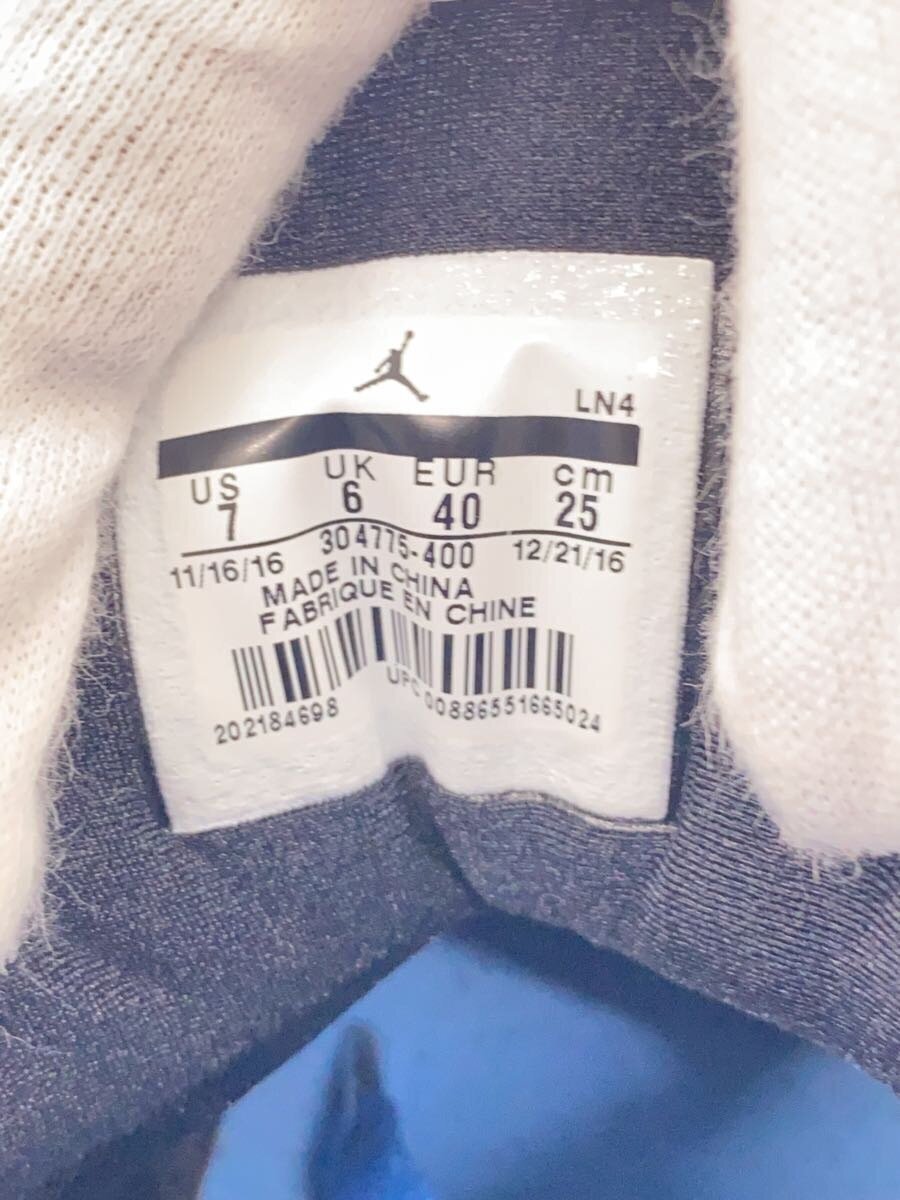 LN4
US UK EUR cm
7 6 40 25
11/16/16 304775-400 12/21/16
MADE IN CHINA
FABRIQUE EN CHINE
202184698 UPC 00886551665024